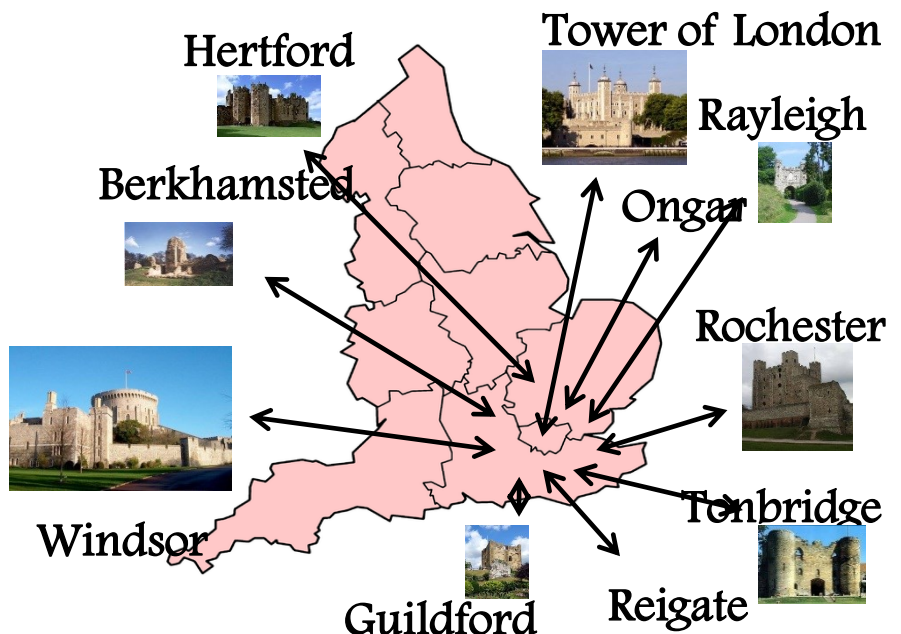 Tower of London
Hertford
Rayleigh
Berkhamsted
Ongar
Rochester
Tonbridge
Windsor
Reigate
Guildford